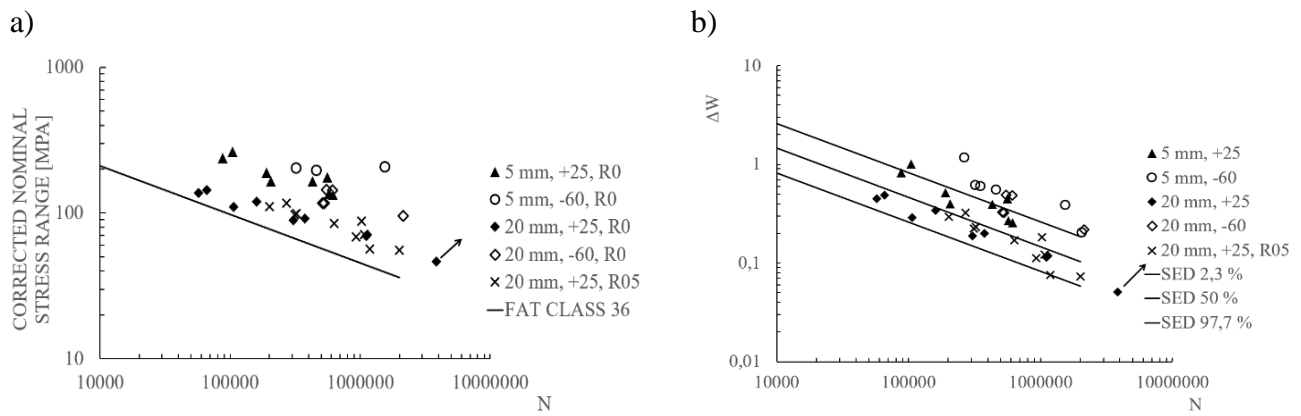 a)
1000
100
10
10000
100000
1000000
10000000
N
CORRECTED NOMINAL
STRESS RANGE [MPA]
5 mm, +25, R0
5 mm, -60, R0
20 mm, +25, R0
20 mm, -60, R0
20 mm, +25, R05
FAT CLASS 36
b)
10
1
0,1
0,01
10000
100000
1000000
10000000
N
ΔW
5 mm, +25
5 mm, -60
20 mm, +25
20 mm, -60
20 mm, +25, R05
SED 2,3 %
SED 50 %
SED 97,7 %